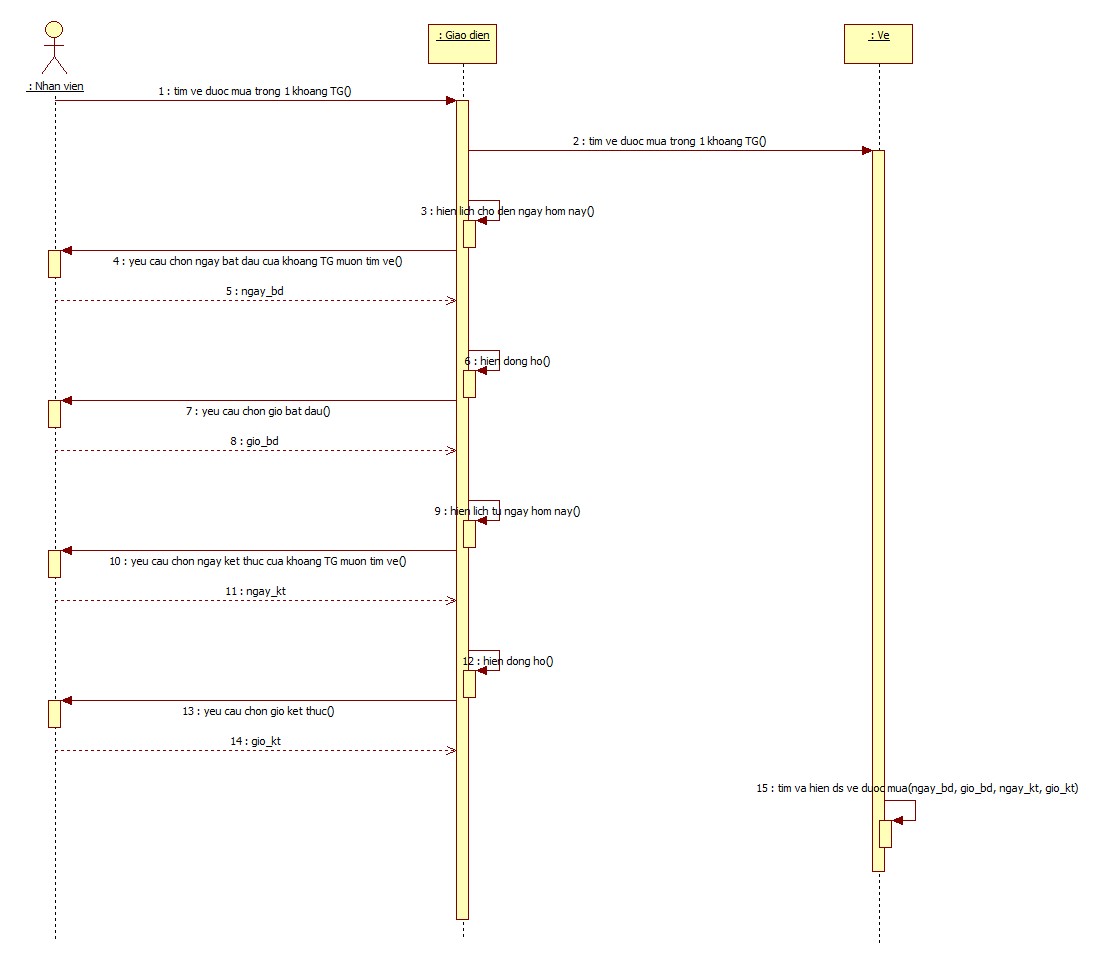 : Nhan vien
: Giao dien
: Ve
1 : tim ve duoc mua trong 1 khoang TG()
2 : tim ve duoc mua trong 1 khoang TG()
3 : hien lich cho den ngay hom nay()
4 : yeu cau chon ngay bat dau cua khoang TG muon tim ve()
5 : ngay_bd
6 : hien dong ho()
7 : yeu cau chon gio bat dau()
8 : gio_bd
9 : hien lich tu ngay hom nay()
10 : yeu cau chon ngay ket thuc cua khoang TG muon tim ve()
11 : ngay_kt
12 : hien dong ho()
13 : yeu cau chon gio ket thuc()
14 : gio_kt
15 : tim va hien ds ve duoc mua(ngay_bd, gio_bd, ngay_kt, gio_kt)